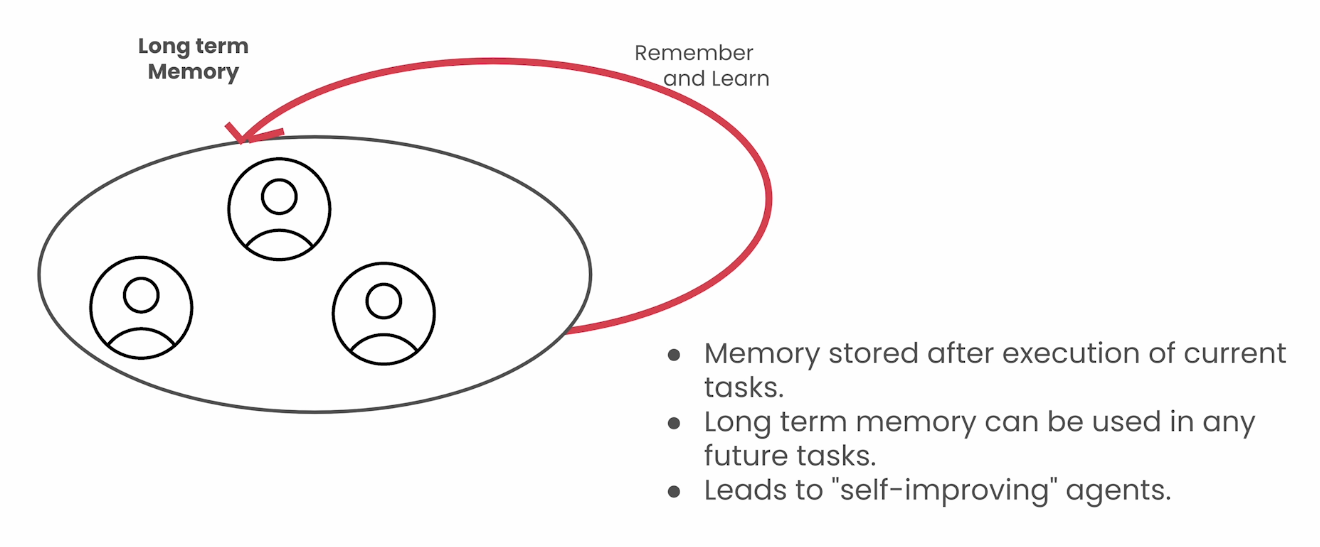 Long term
Memory
Remember
and Learn
● Memory stored after execution of current
tasks.
● Long term memory can be used in any
future tasks.
● Leads to "self-improving" agents.